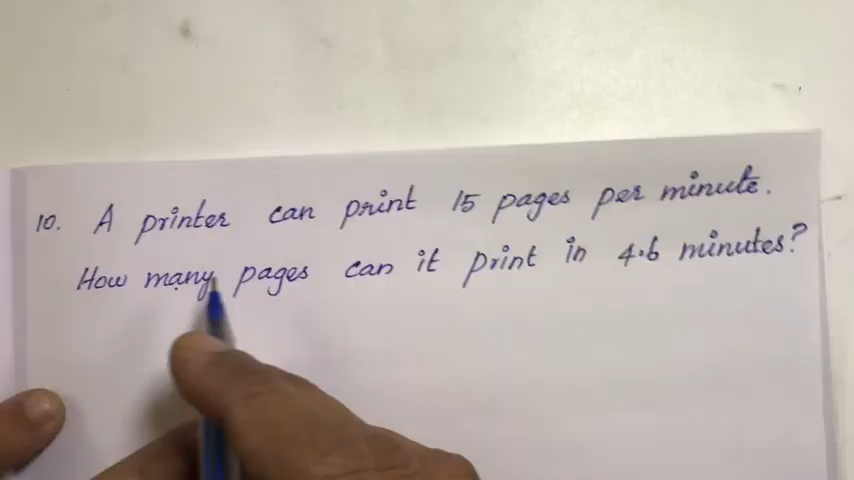 10. A printer can print 15 pages per minute.
How many pages can it print in 4.6 minutes?